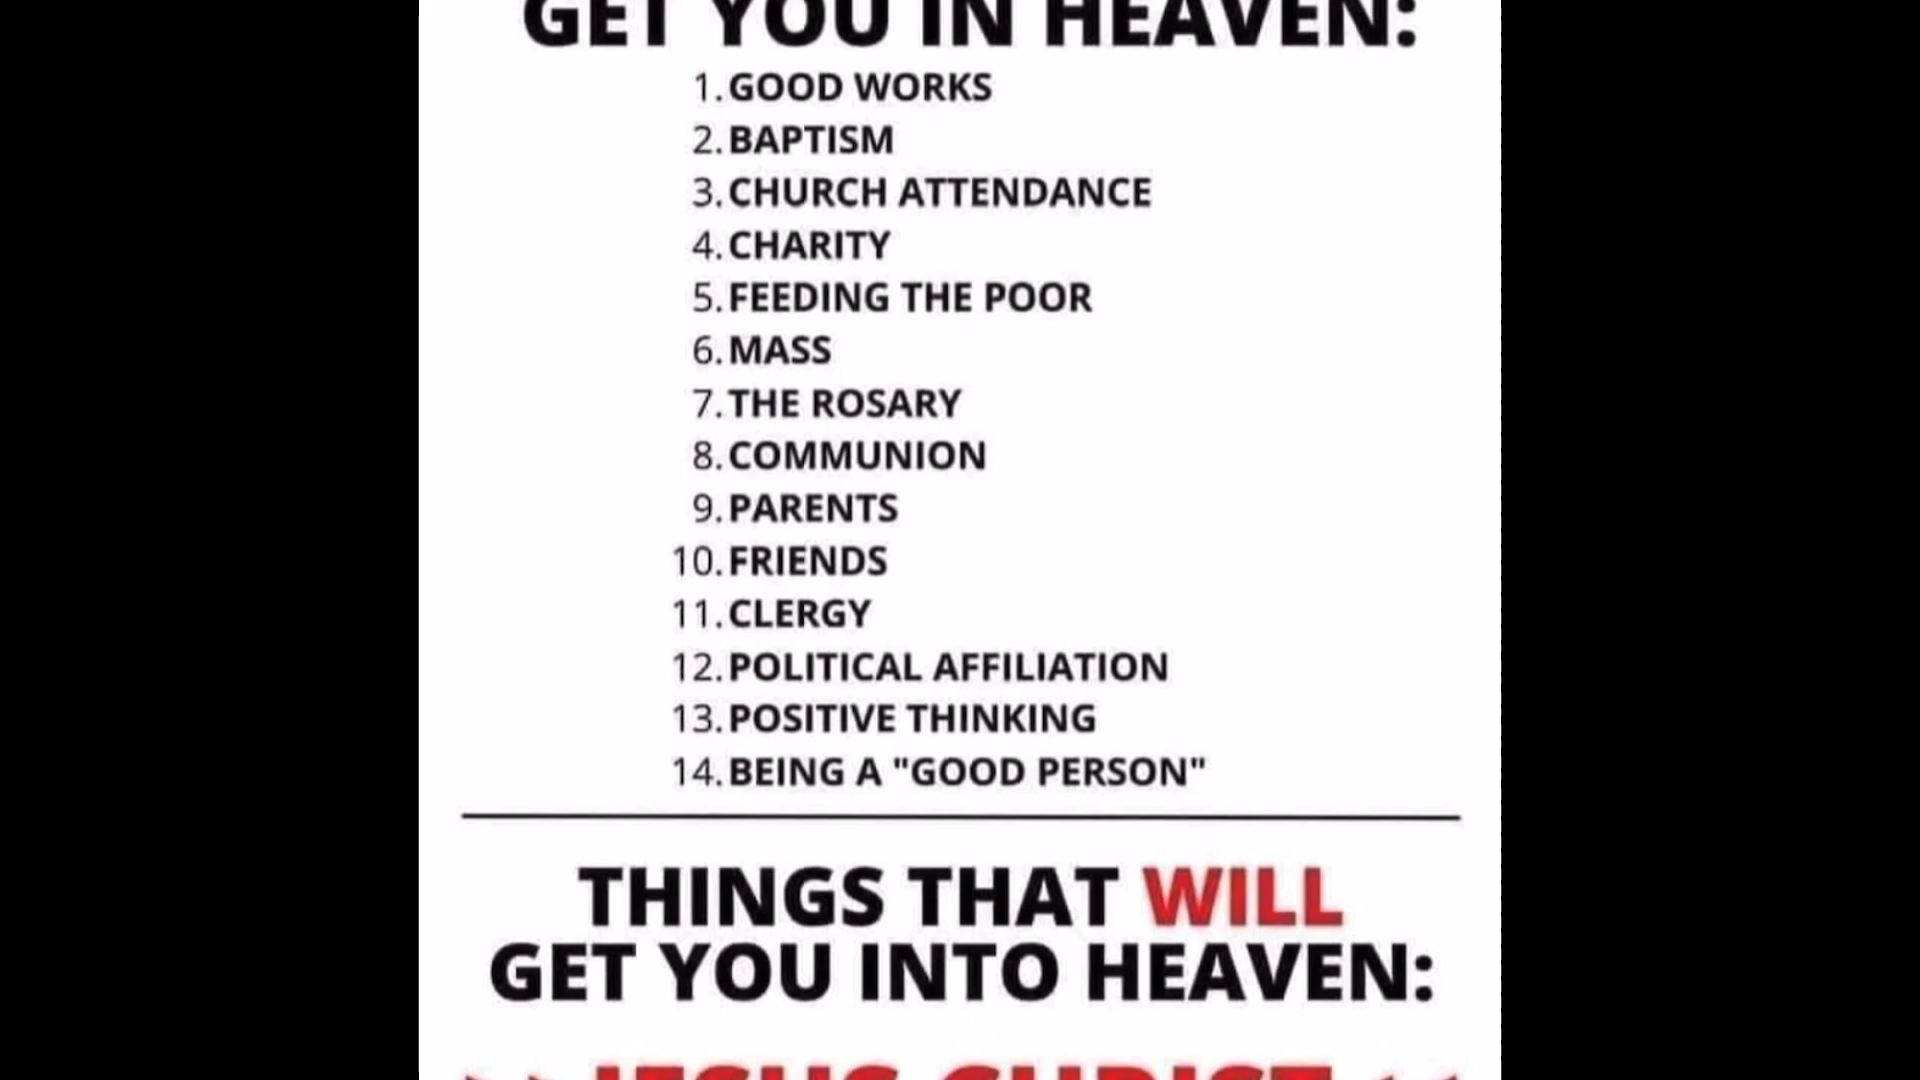 GET YOU IN HEAVEN:
1. GOOD WORKS
2. BAPTISM
3. CHURCH ATTENDANCE
4. CHARITY
5. FEEDING THE POOR
6. MASS
7. THE ROSARY
8. COMMUNION
9. PARENTS
10. FRIENDS
11. CLERGY
12. POLITICAL AFFILIATION
13. POSITIVE THINKING
14. BEING A "GOOD PERSON"
THINGS THAT WILL
GET YOU INTO HEAVEN:
JESUS CHRIST